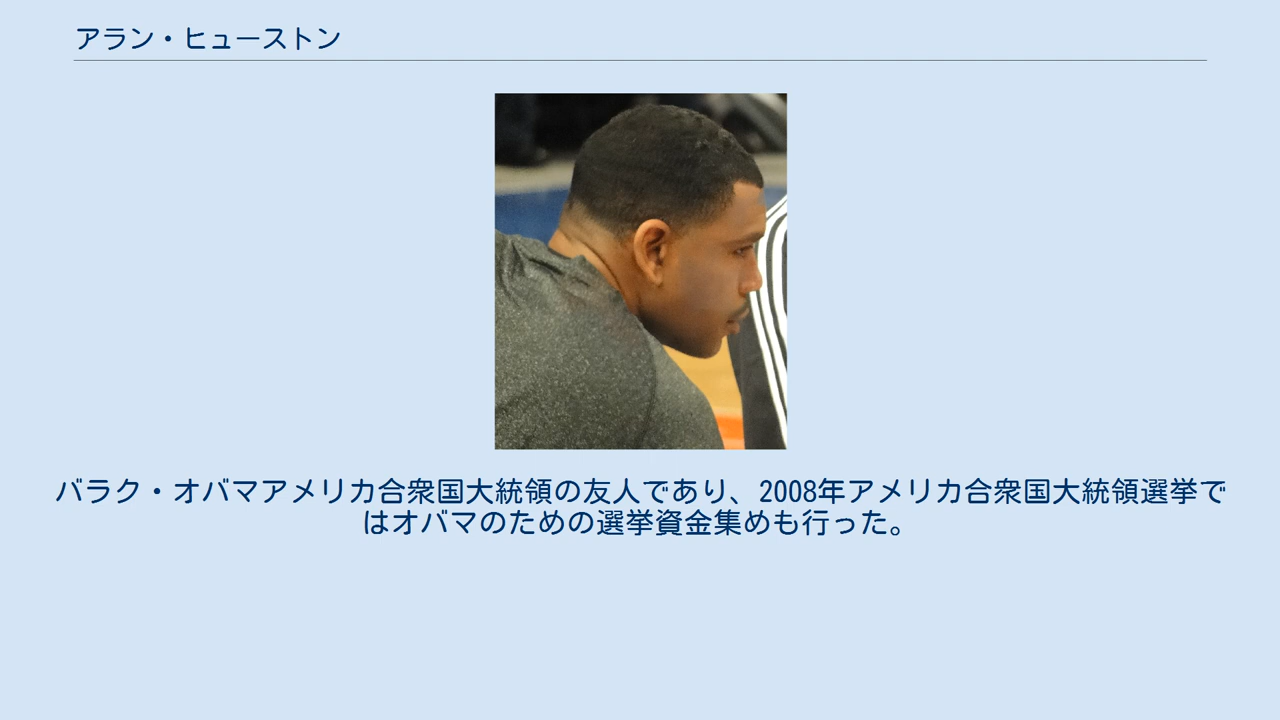 アラン・ヒューストン
バラク・オバマアメリカ合衆国大統領の友人であり、2008年アメリカ合衆国大統領選挙で
はオバマのための選挙資金集めも行った。